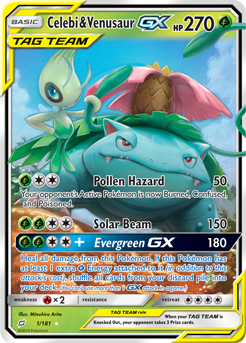 BASIC Celebi & Venusaur GX HP 270
TAG TEAM
Pollen Hazard 50
Your opponent's Active Pokémon is now Burned, Confused,
and Poisoned.
Solar Beam 150
+ Evergreen GX 180
Heal all damage from this Pokémon. If this Pokémon has
at least 1 extra Energy attached to it (in addition to this
attack's cost), shuffle all cards from your discard pile into
your deck. (You can't use more than 1 GX attack in a game.)
weakness × 2 resistance retreat
Illus. Mitsuhiro Arita
TAG TEAM rule
When your TAG TEAM is
Knocked Out, your opponent takes 3 Prize cards.
1/181